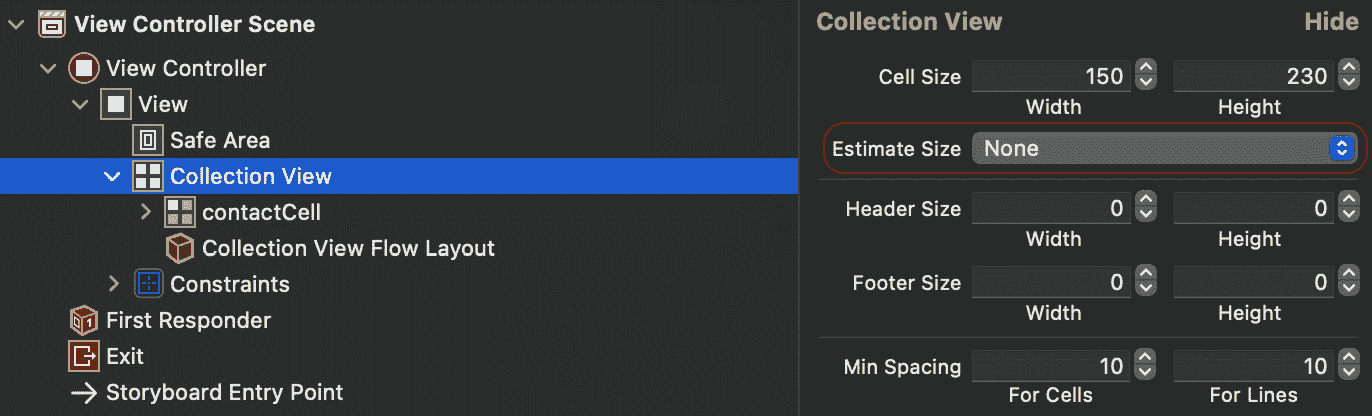 View Controller Scene
View Controller
View
Safe Area
Collection View
contactCell
Collection View Flow Layout
Constraints
First Responder
Exit
Storyboard Entry Point
Collection View Hide
Cell Size 150 230
Width Height
Estimate Size None
Header Size 0 0
Width Height
Footer Size 0 0
Width Height
Min Spacing 10 10
For Cells For Lines